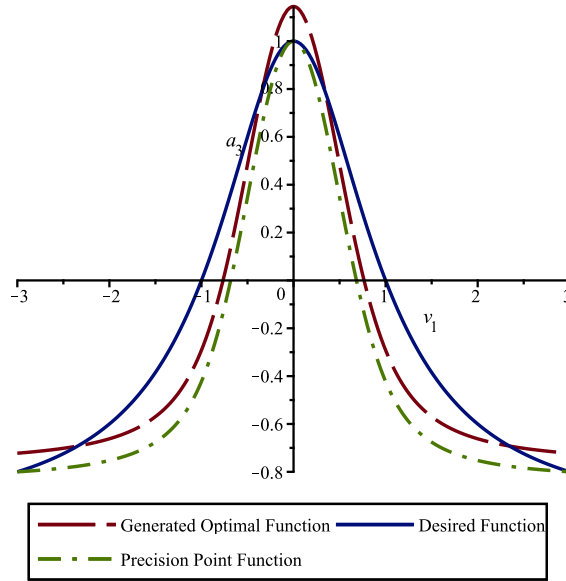 1
0.8
a3
0.6
0.4
0.2
−3 −2 −1 0 1 2 3
v1
−0.2
−0.4
−0.6
−0.8
Generated Optimal Function Desired Function
Precision Point Function